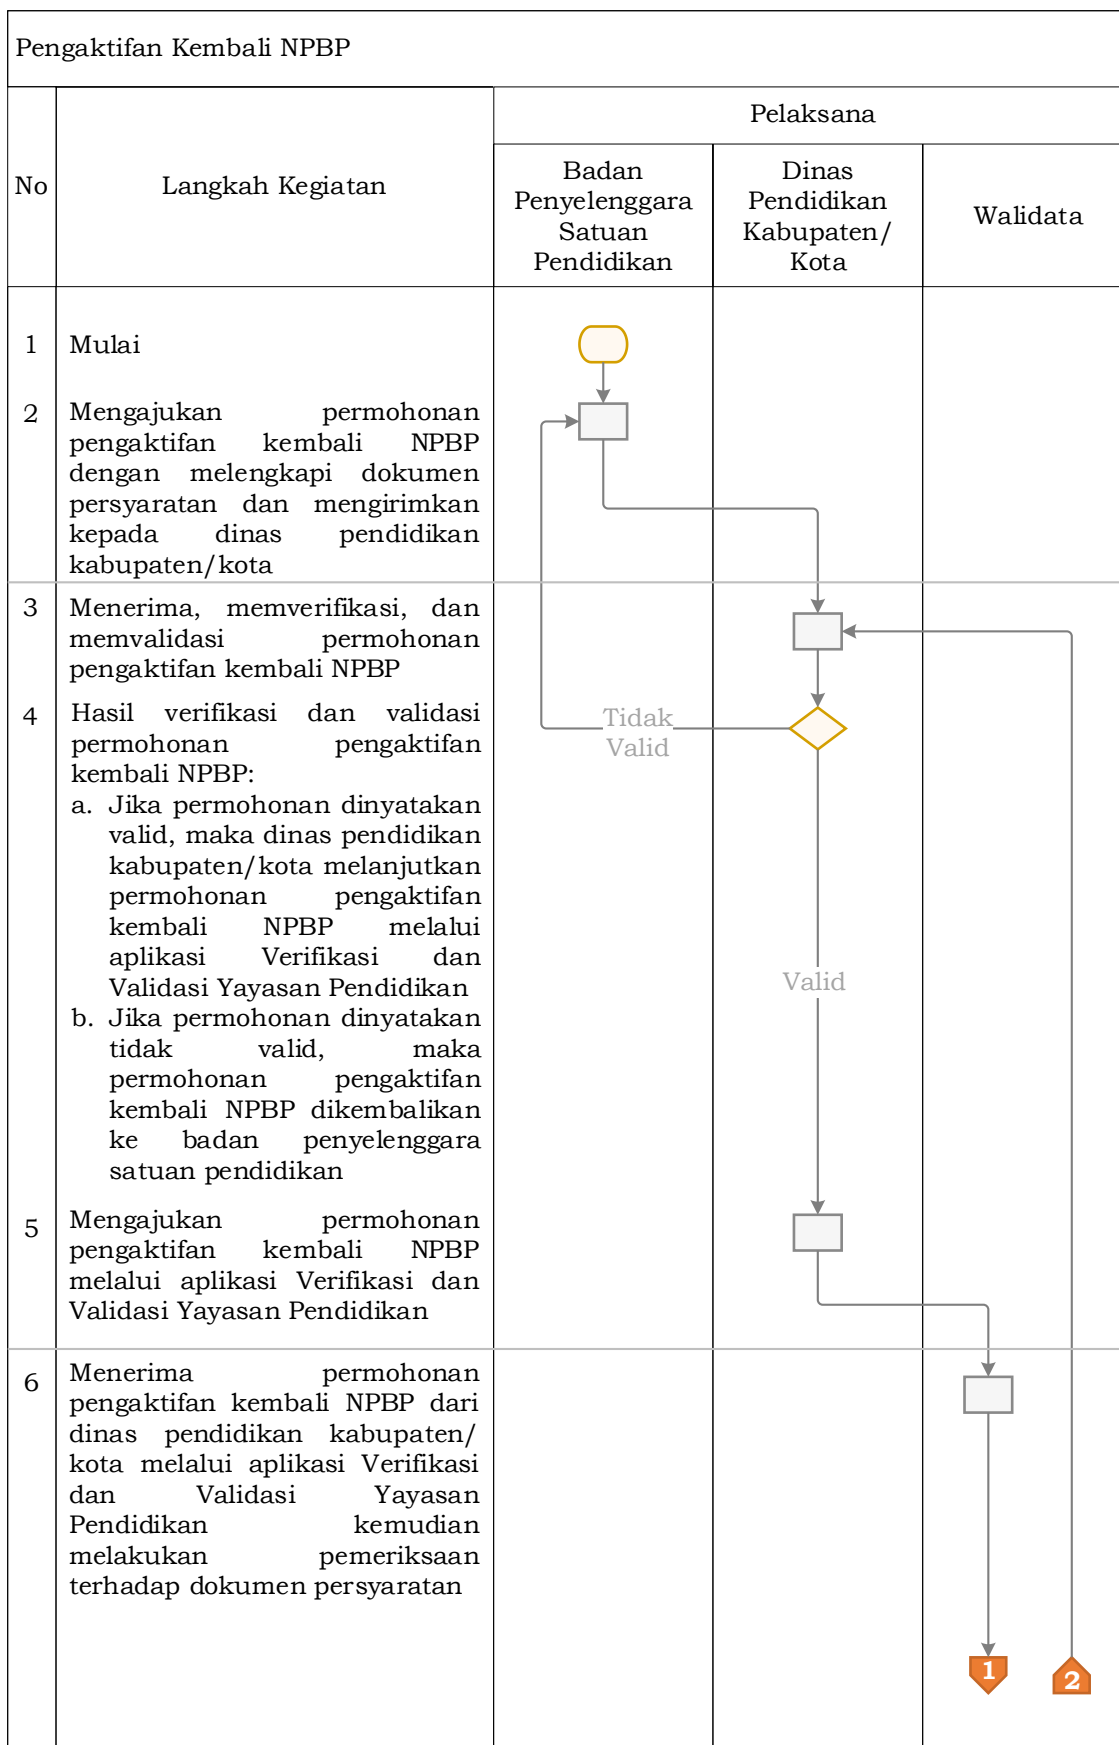 Pengaktifan Kembali NPBP
No
Langkah Kegiatan
Pelaksana
Badan
Penyelenggara
Satuan
Pendidikan
Dinas
Pendidikan
Kabupaten/
Kota
Walidata
1
Mulai
2
Mengajukan permohonan
pengaktifan kembali NPBP
dengan melengkapi dokumen
persyaratan dan mengirimkan
kepada dinas pendidikan
kabupaten/kota
3
Menerima, memverifikasi, dan
memvalidasi permohonan
pengaktifan kembali NPBP
4
Hasil verifikasi dan validasi
permohonan pengaktifan
kembali NPBP:
a. Jika permohonan dinyatakan
valid, maka dinas pendidikan
kabupaten/kota melanjutkan
permohonan pengaktifan
kembali NPBP melalui
aplikasi Verifikasi dan
Validasi Yayasan Pendidikan
b. Jika permohonan dinyatakan
tidak valid, maka
permohonan pengaktifan
kembali NPBP dikembalikan
ke badan penyelenggara
satuan pendidikan
Tidak
Valid
Valid
5
Mengajukan permohonan
pengaktifan kembali NPBP
melalui aplikasi Verifikasi dan
Validasi Yayasan Pendidikan
6
Menerima permohonan
pengaktifan kembali NPBP dari
dinas pendidikan kabupaten/
kota melalui aplikasi Verifikasi
dan Validasi Yayasan
Pendidikan kemudian
melakukan pemeriksaan
terhadap dokumen persyaratan
1
2